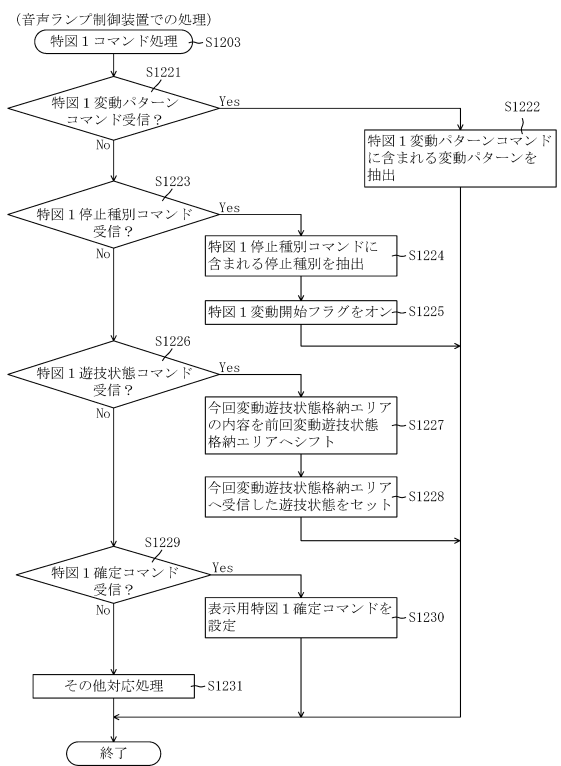 (音声ランプ制御装置での処理)
特図１コマンド処理
S1203
S1221
特図１変動パターン
コマンド受信？
Yes
No
S1222
特図１変動パターンコマンド
に含まれる変動パターンを
抽出
S1223
特図１停止種別コマンド
受信？
Yes
No
特図１停止種別コマンドに
含まれる停止種別を抽出
S1224
特図１変動開始フラグをオン
S1225
S1226
特図１遊技状態コマンド
受信？
Yes
No
今回変動遊技状態格納エリア
の内容を前回変動遊技状態
格納エリアへシフト
S1227
今回変動遊技状態格納エリア
へ受信した遊技状態をセット
S1228
S1229
特図１確定コマンド
受信？
Yes
No
表示用特図１確定コマンドを
設定
S1230
その他対応処理
S1231
終了